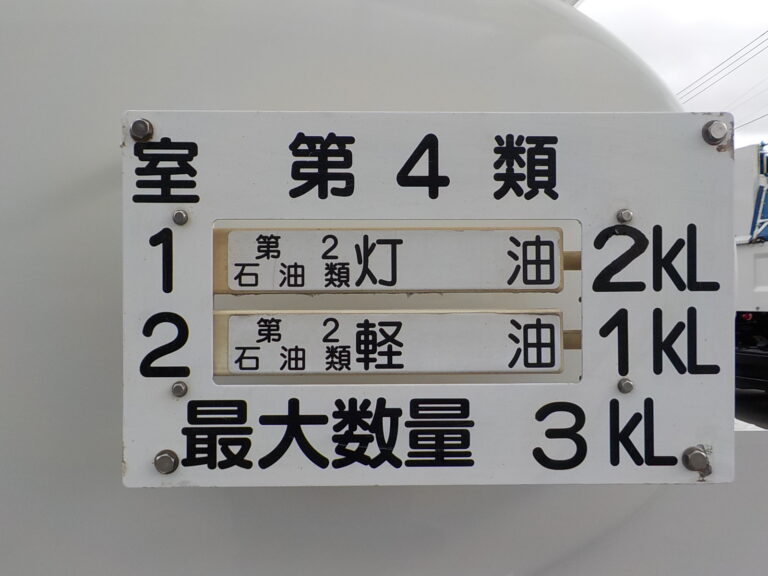 室 第4類
1 第2石油類 灯油 2kL
2 第2石油類 軽油 1kL
最大数量 3kL